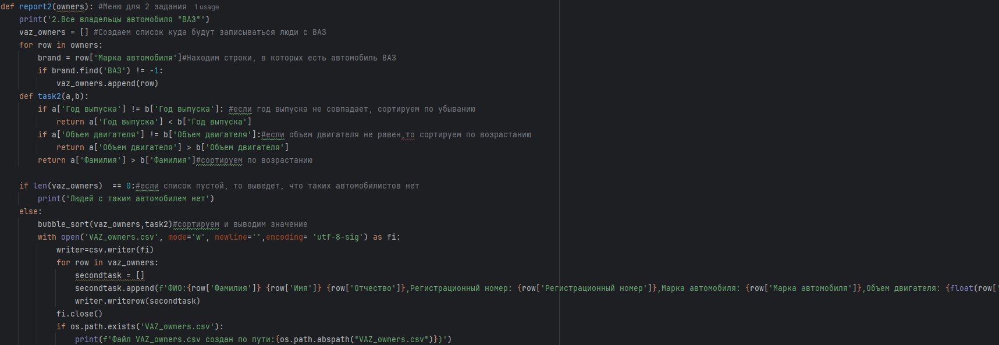 def report2(owners): #Меню для 2 задания 1 usage
print('2.Все владельцы автомобиля "ВАЗ"')
vaz_owners = [] #Создаем список куда будут записываться люди с ВАЗ
for row in owners:
brand = row['Марка автомобиля']#Находим строки, в которых есть автомобиль ВАЗ
if brand.find('ВАЗ') != -1:
vaz_owners.append(row)
def task2(a,b):
if a['Год выпуска'] != b['Год выпуска']: #если год выпуска не совпадает, сортируем по убыванию
return a['Год выпуска'] < b['Год выпуска']
if a['Объем двигателя'] != b['Объем двигателя']:#если объем двигателя не равен,то сортируем по возрастанию
return a['Объем двигателя'] > b['Объем двигателя']
return a['Фамилия'] > b['Фамилия']#сортируем по возрастанию
if len(vaz_owners)  == 0:#если список пустой, то выведет, что таких автомобилистов нет
print('Людей с таким автомобилем нет')
else:
bubble_sort(vaz_owners,task2)#сортируем и выводим значение
with open('VAZ_owners.csv', mode='w', newline='',encoding= 'utf-8-sig') as fi:
writer=csv.writer(fi)
for row in vaz_owners:
secondtask = []
secondtask.append(f'ФИО:{row['Фамилия']} {row['Имя']} {row['Отчество']},Регистрационный номер: {row['Регистрационный номер']},Марка автомобиля: {row['Марка автомобиля']},Объем двигателя: {float(row['
writer.writerow(secondtask)
fi.close()
if os.path.exists('VAZ_owners.csv'):
print(f'Файл VAZ_owners.csv создан по пути:{os.path.abspath("VAZ_owners.csv")})')